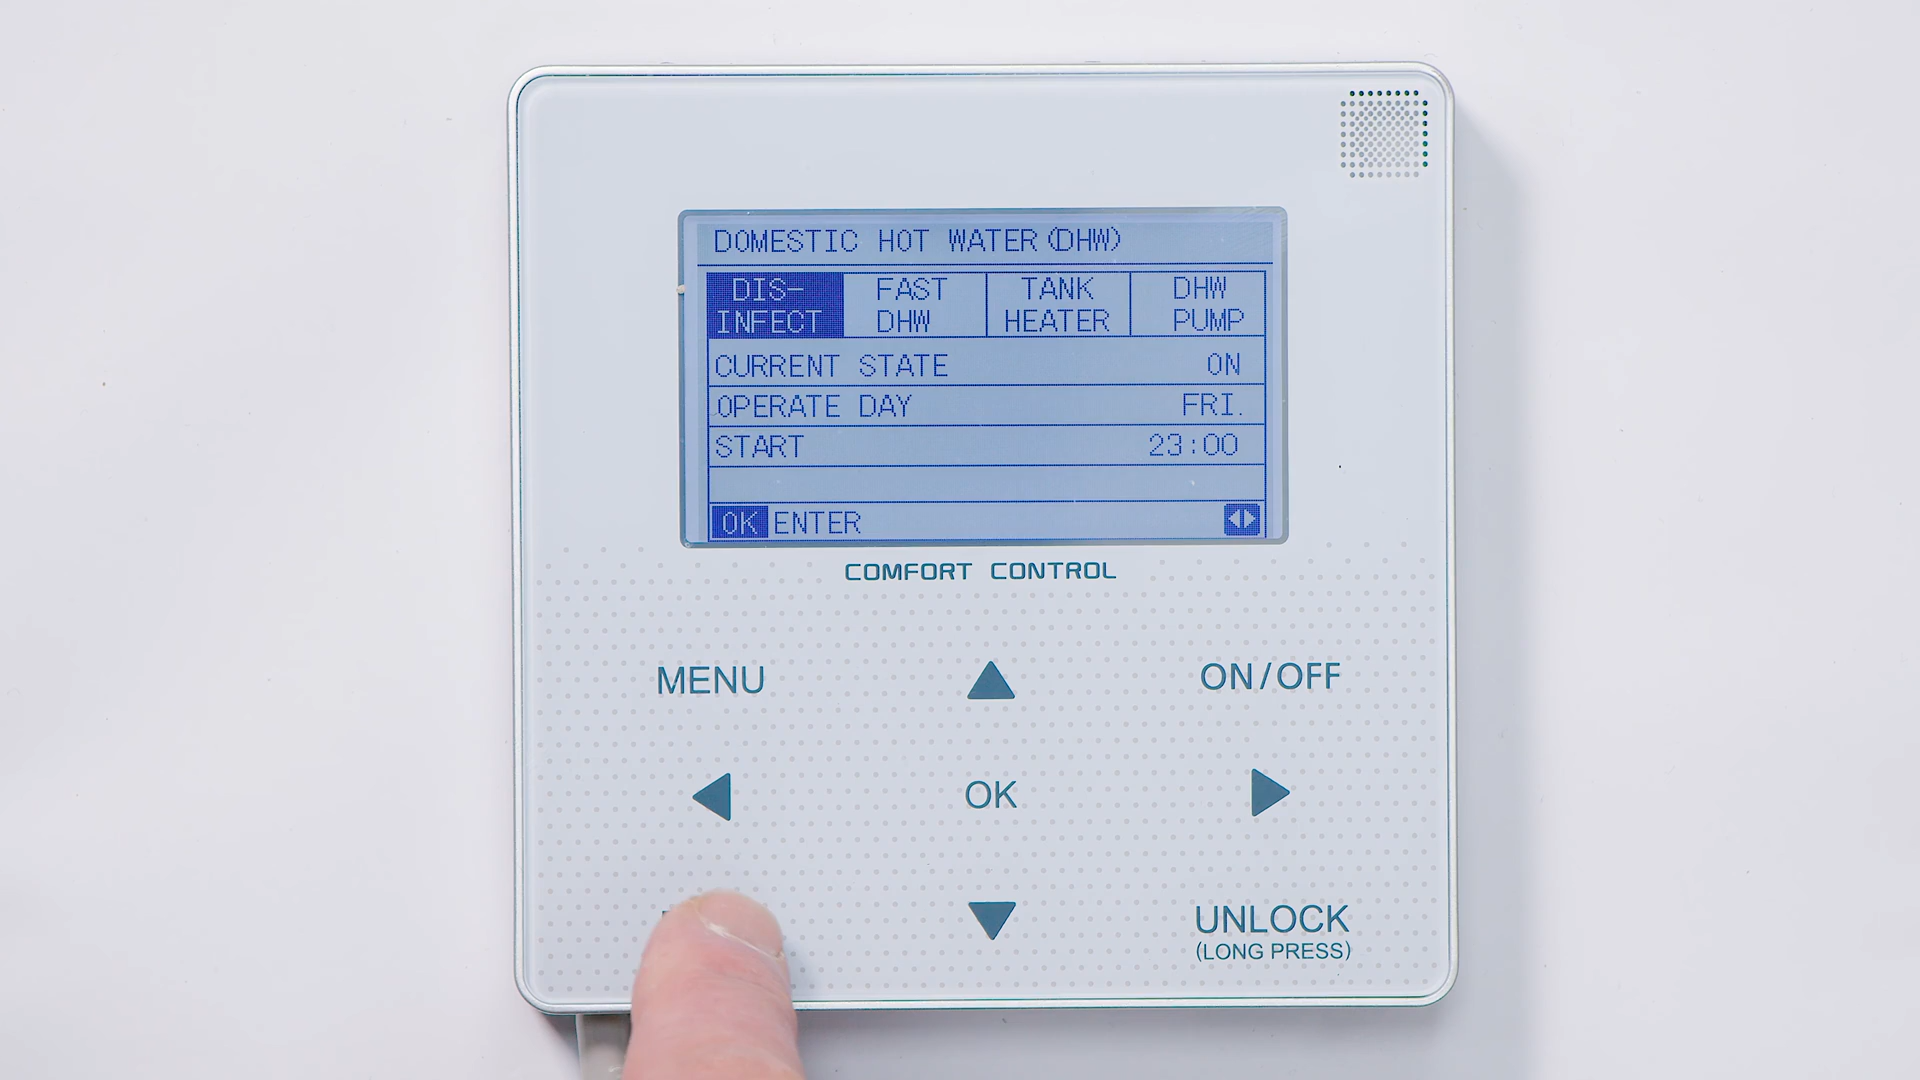 DOMESTIC HOT WATER (DHW)
DIS-
INFECT
FAST
DHW
TANK
HEATER
DHW
PUMP
CURRENT STATE ON
OPERATE DAY FRI.
START 23:00
OK ENTER
COMFORT CONTROL
MENU
ON/OFF
OK
UNLOCK
(LONG PRESS)